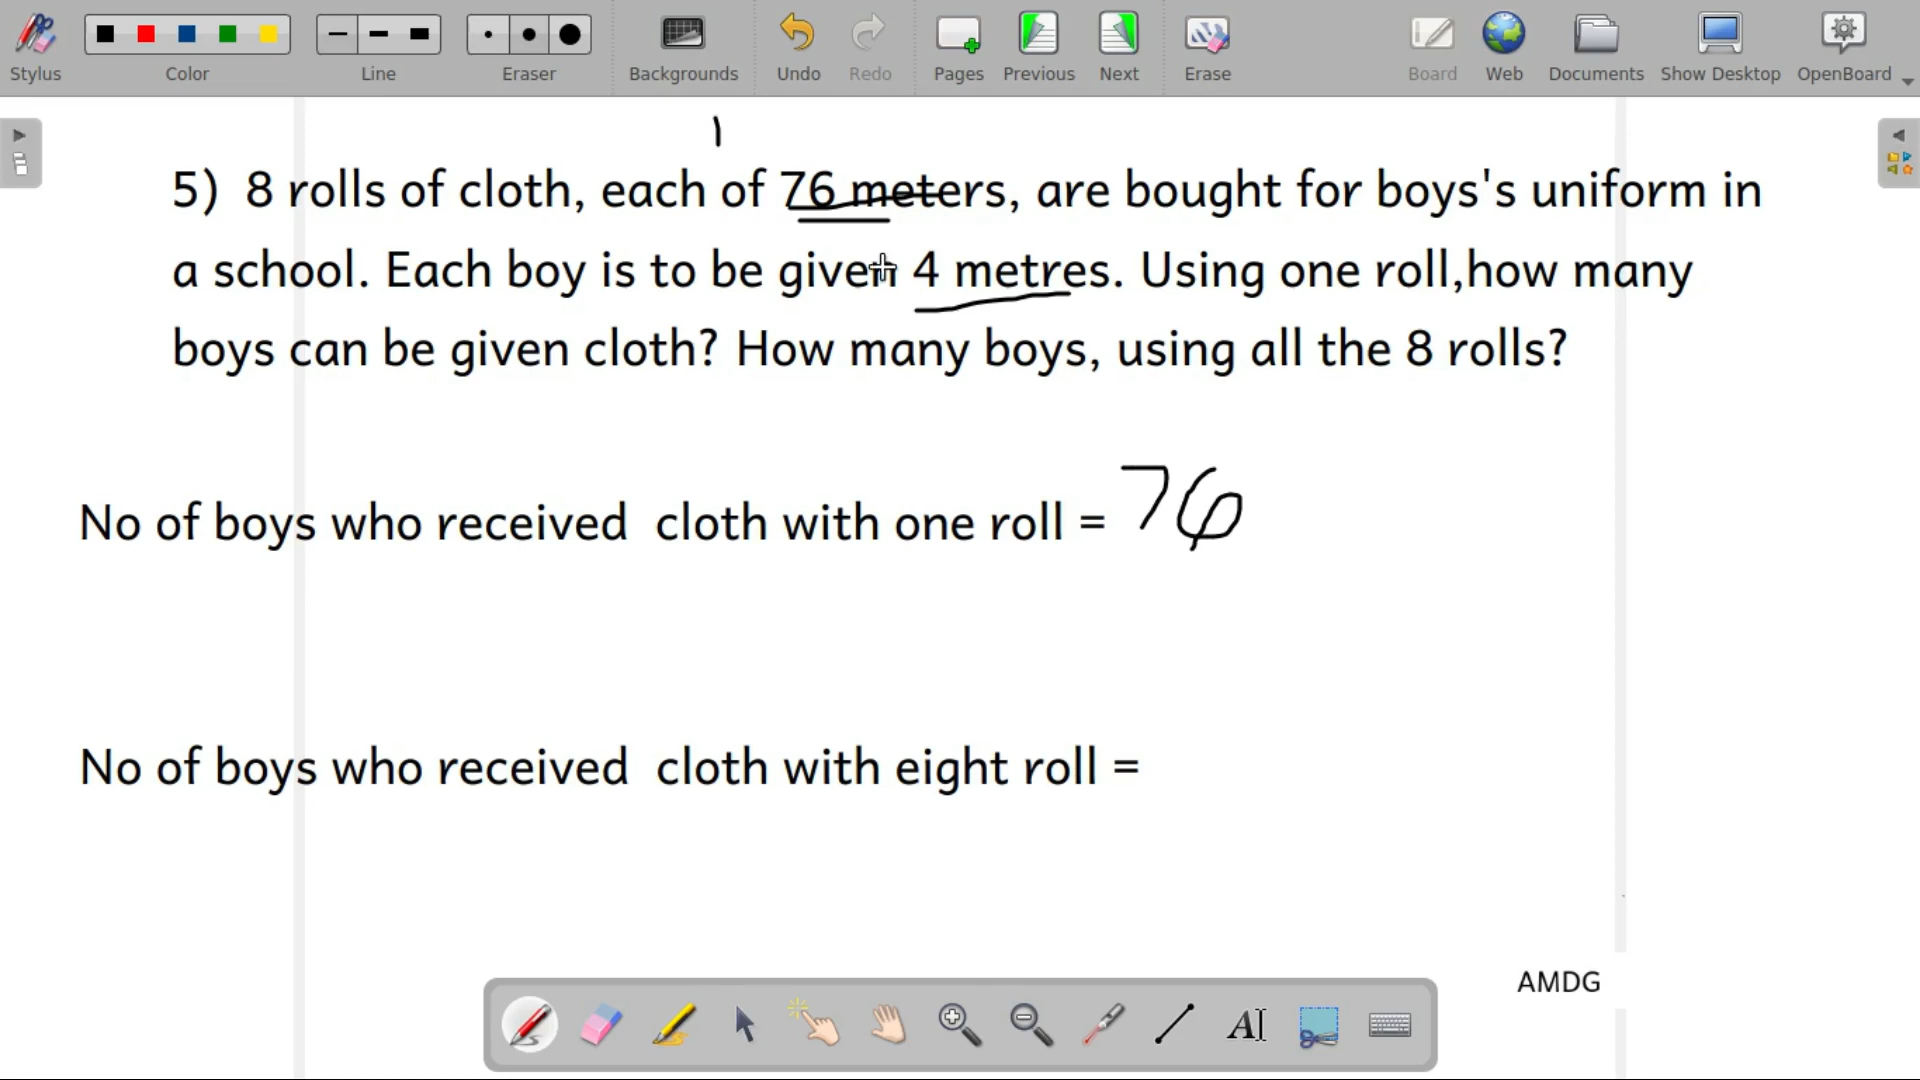 Stylus Color Line Eraser Backgrounds Undo Redo Pages Previous Next Erase Board Web Documents Show Desktop OpenBoard
1
5) 8 rolls of cloth, each of 76 meters, are bought for boys's uniform in
a school. Each boy is to be given 4 metres. Using one roll,how many
boys can be given cloth? How many boys, using all the 8 rolls?
No of boys who received cloth with one roll = 76
No of boys who received cloth with eight roll =
AMDG